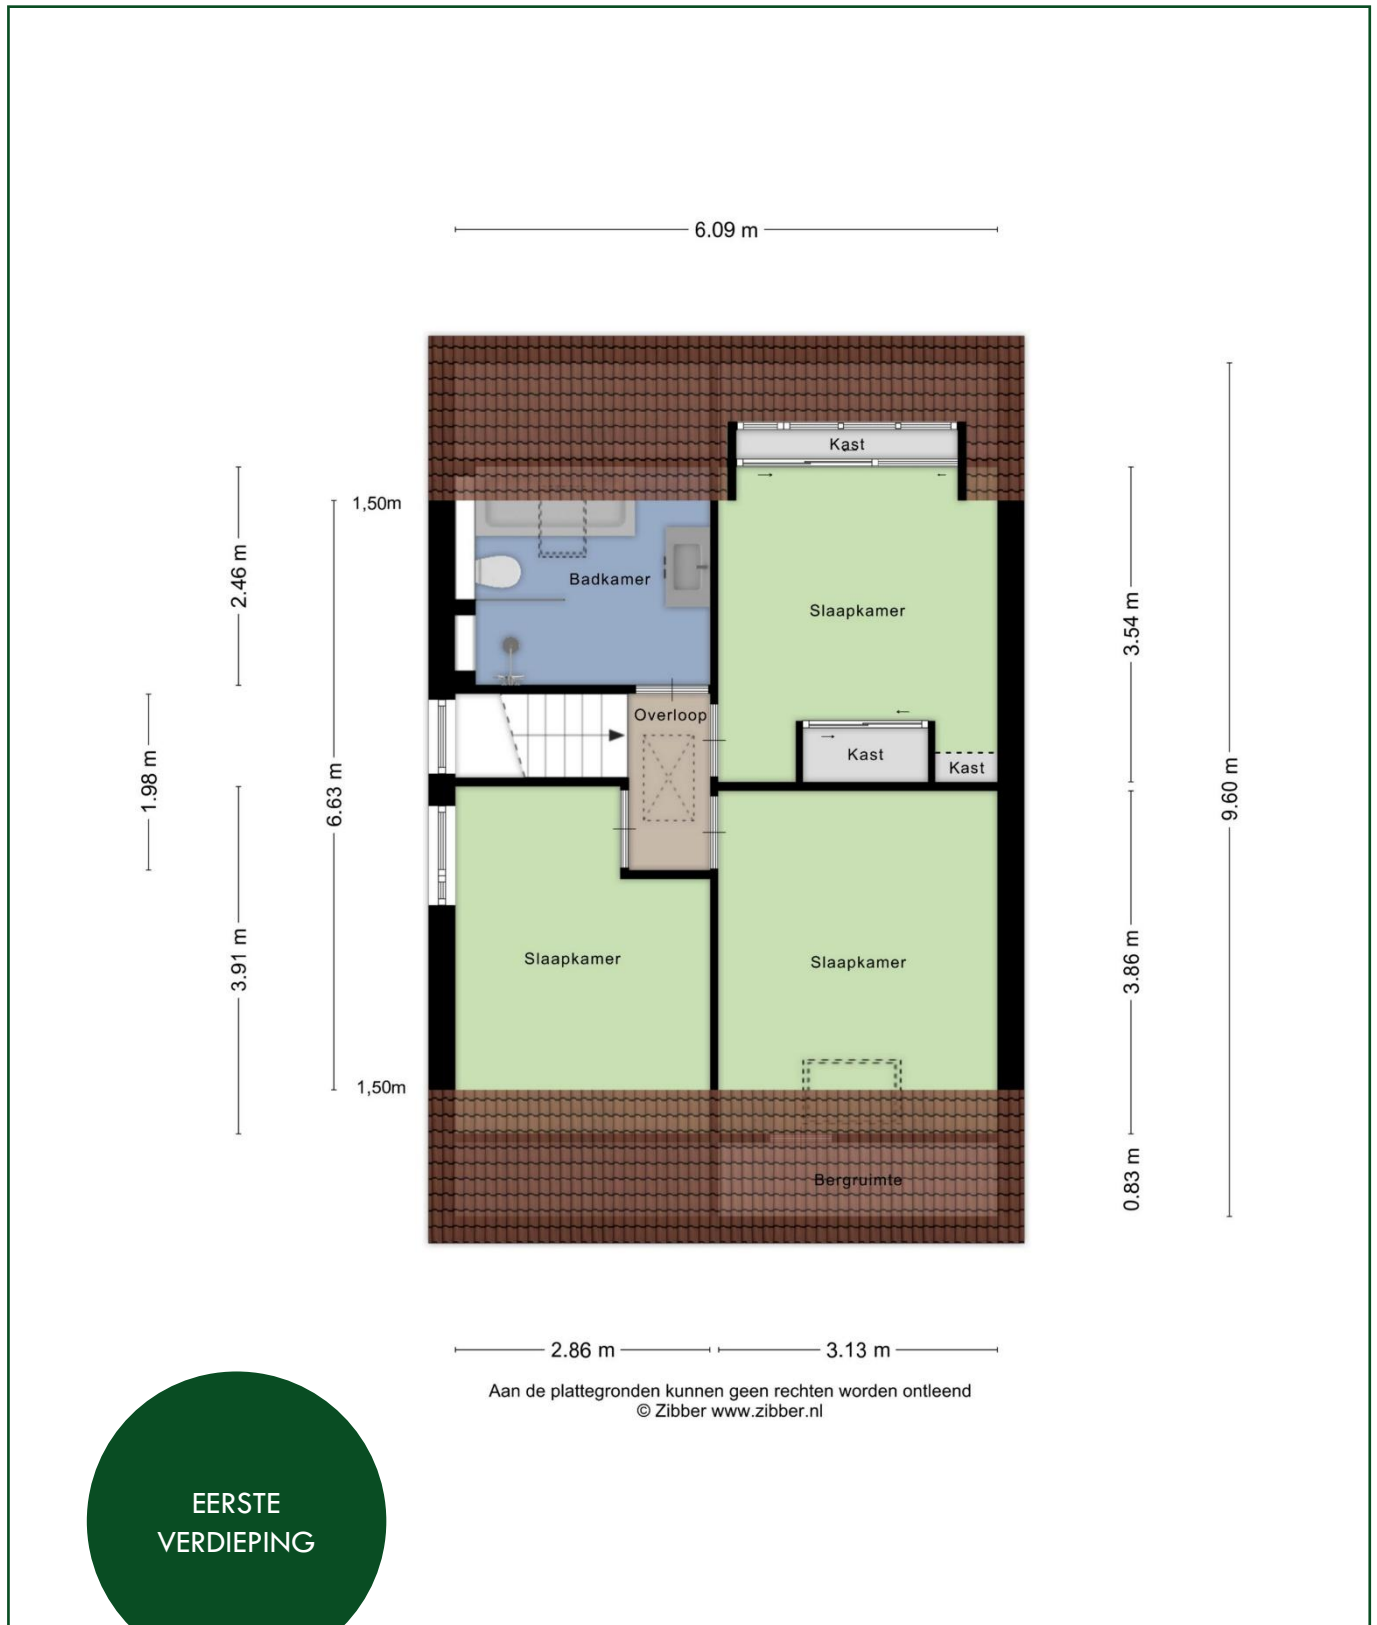 6.09 m
Kast
1,50m
2.46 m
Badkamer
Slaapkamer
3.54 m
Overloop
Kast
Kast
1.98 m
6.63 m
9.60 m
3.91 m
Slaapkamer
Slaapkamer
3.86 m
1,50m
Bergruimte
0.83 m
2.86 m
3.13 m
Aan de plattegronden kunnen geen rechten worden ontleend
© Zibber www.zibber.nl
EERSTE
VERDIEPING